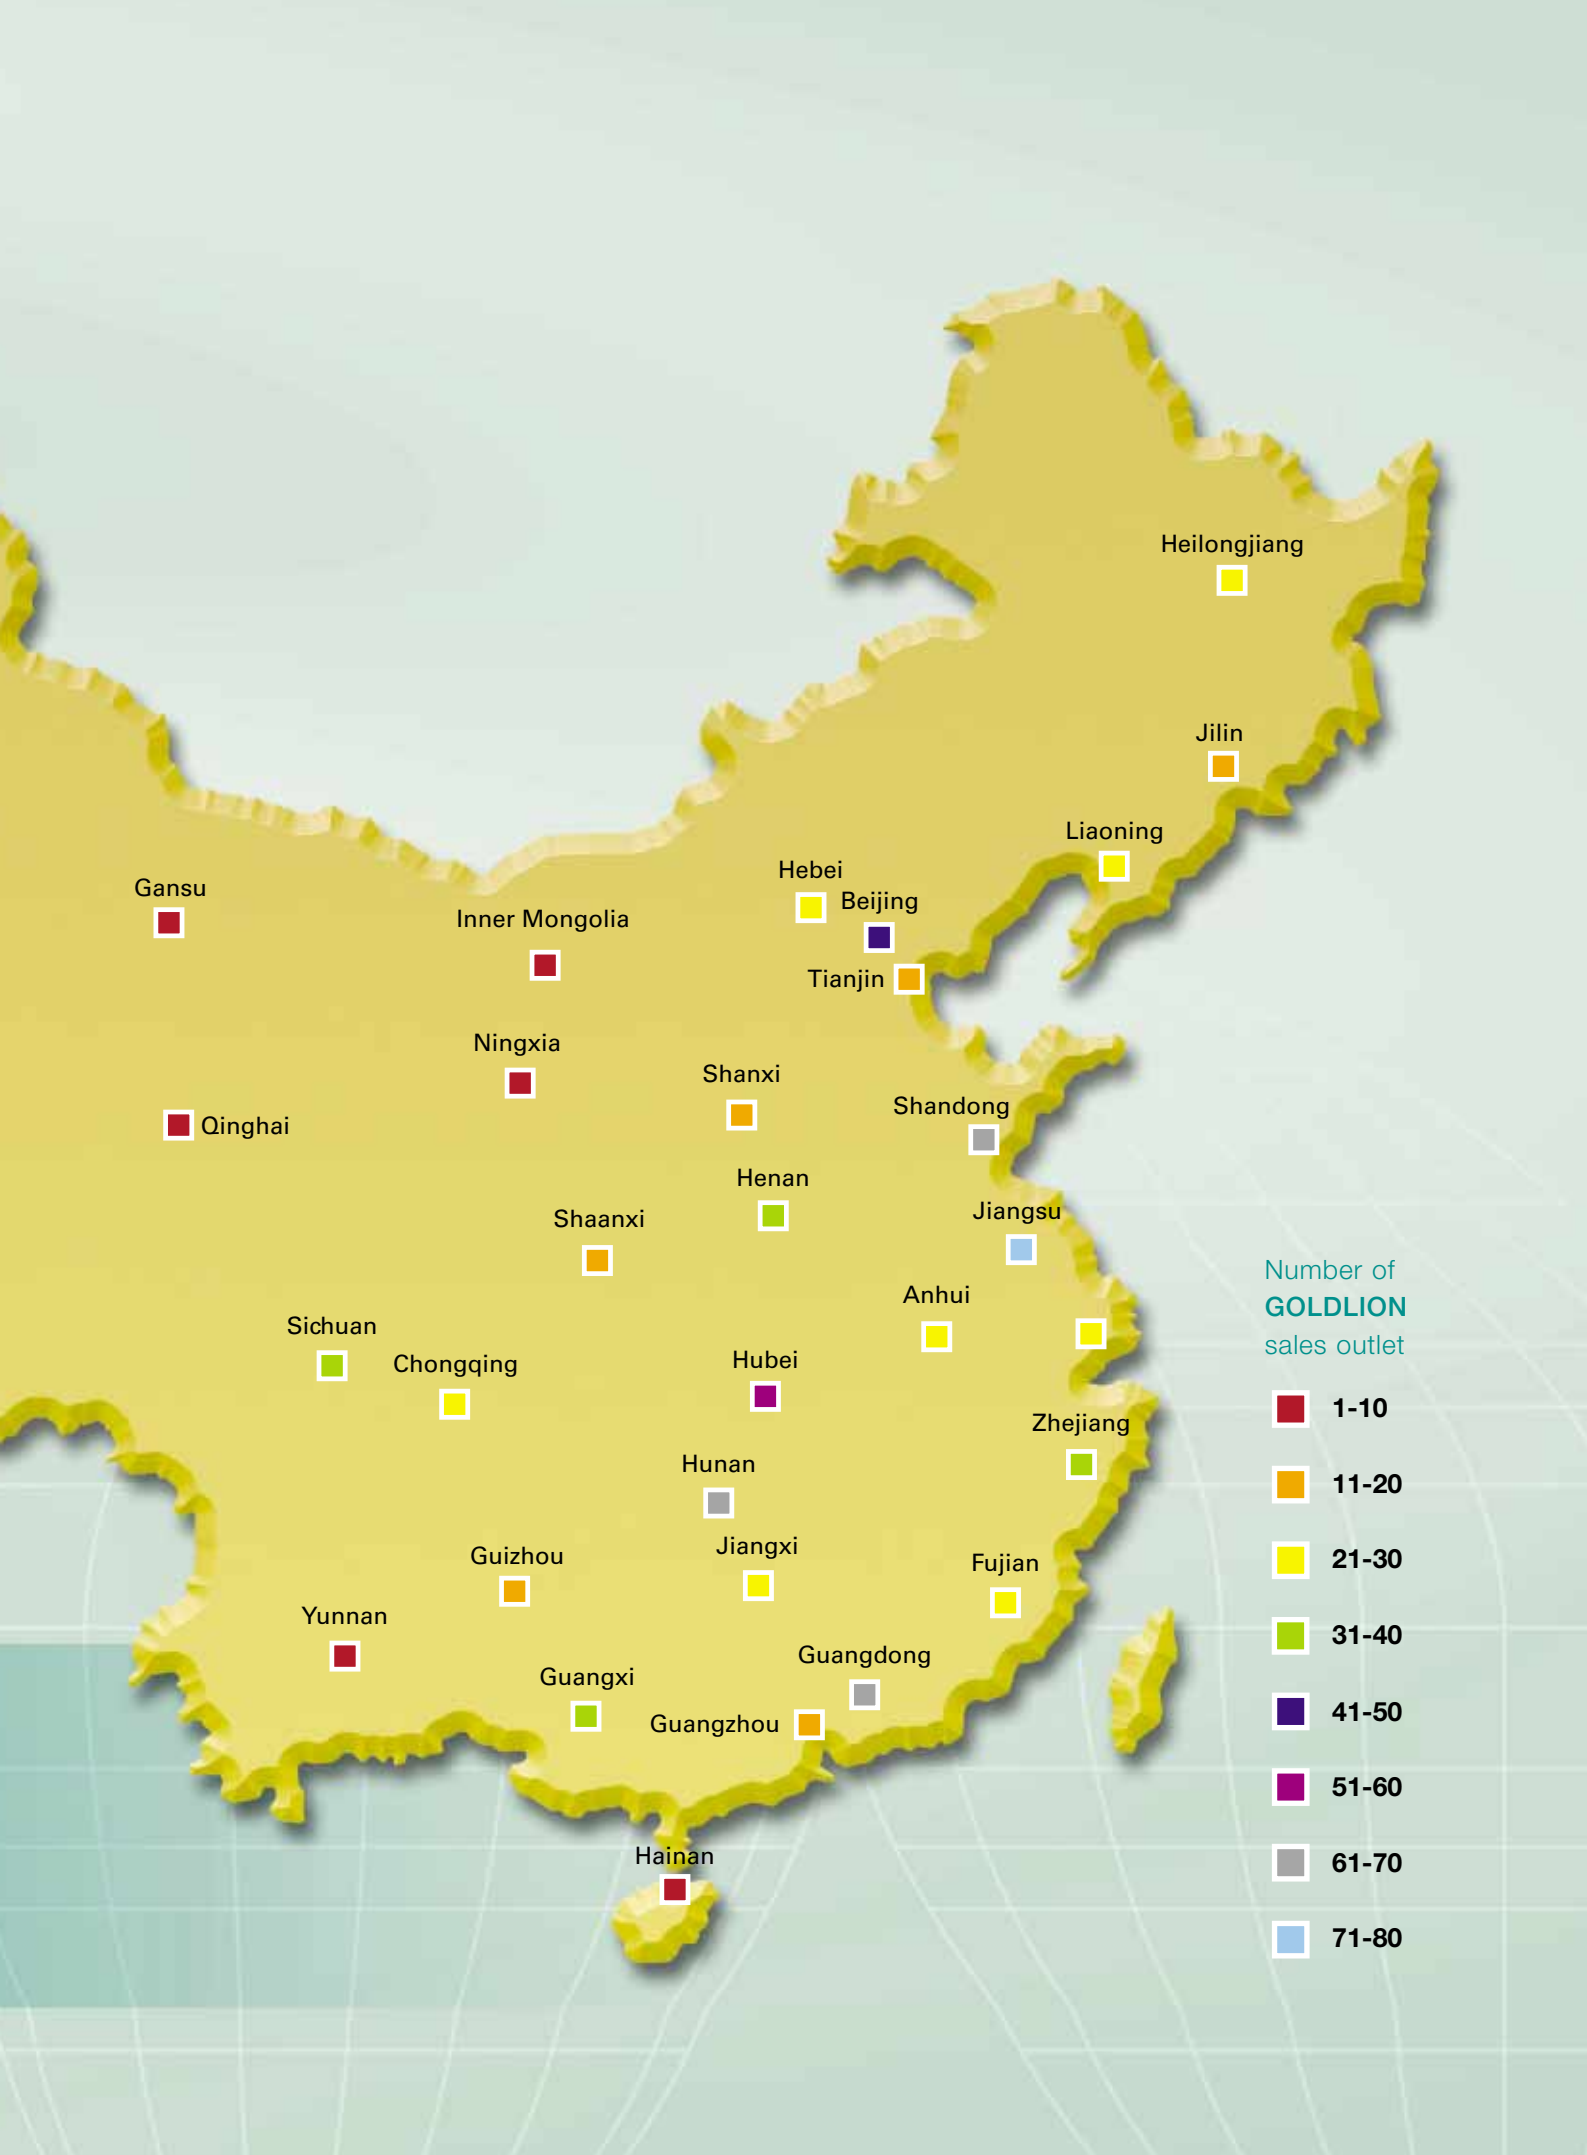 Heilongjiang
Jilin
Liaoning
Hebei
Gansu
Beijing
Inner Mongolia
Tianjin
Ningxia
Shanxi
Shandong
Qinghai
Henan
Jiangsu
Shaanxi
Anhui
Sichuan
Chongqing
Hubei
Zhejiang
Hunan
Jiangxi
Guizhou
Fujian
Yunnan
Guangdong
Guangxi
Guangzhou
Hainan
Number of
GOLDLION
sales outlet
1-10
11-20
21-30
31-40
41-50
51-60
61-70
71-80